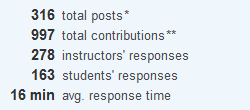 316 total posts*
997 total contributions**
278 instructors' responses
163 students' responses
16 min avg. response time